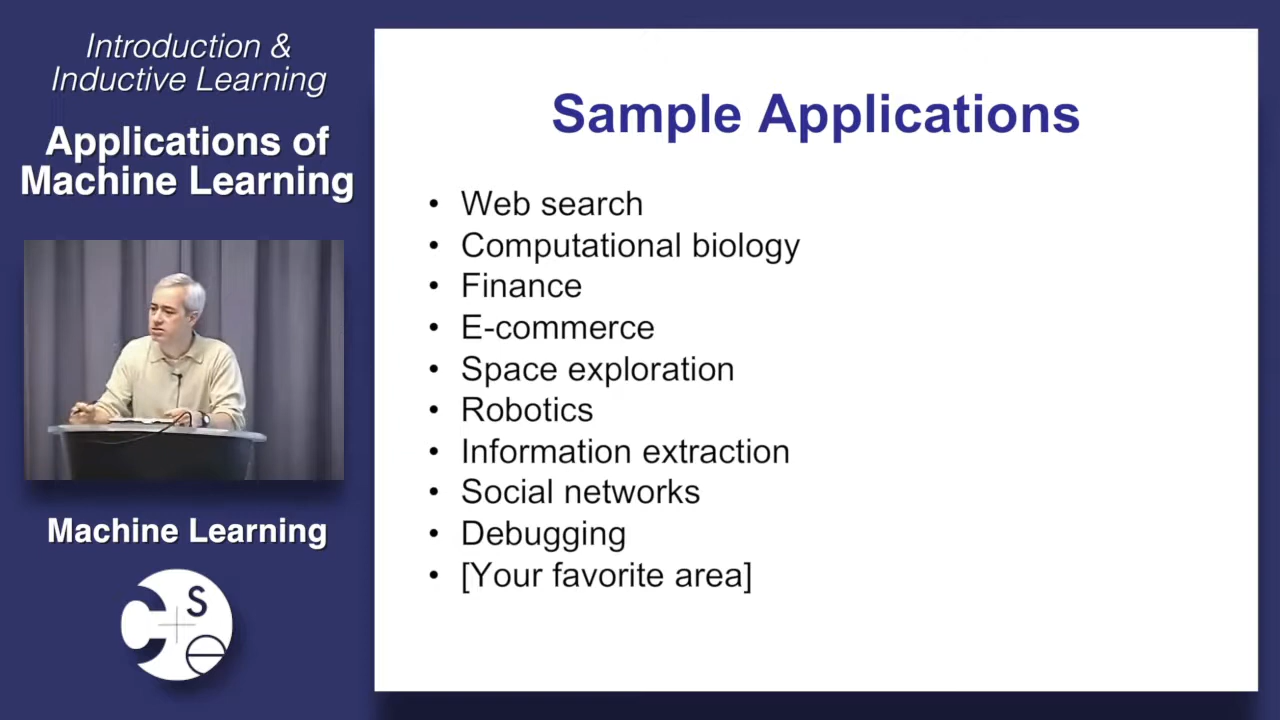 Introduction &
Inductive Learning
Applications of
Machine Learning
Machine Learning
C S e
Sample Applications
• Web search
• Computational biology
• Finance
• E-commerce
• Space exploration
• Robotics
• Information extraction
• Social networks
• Debugging
• [Your favorite area]